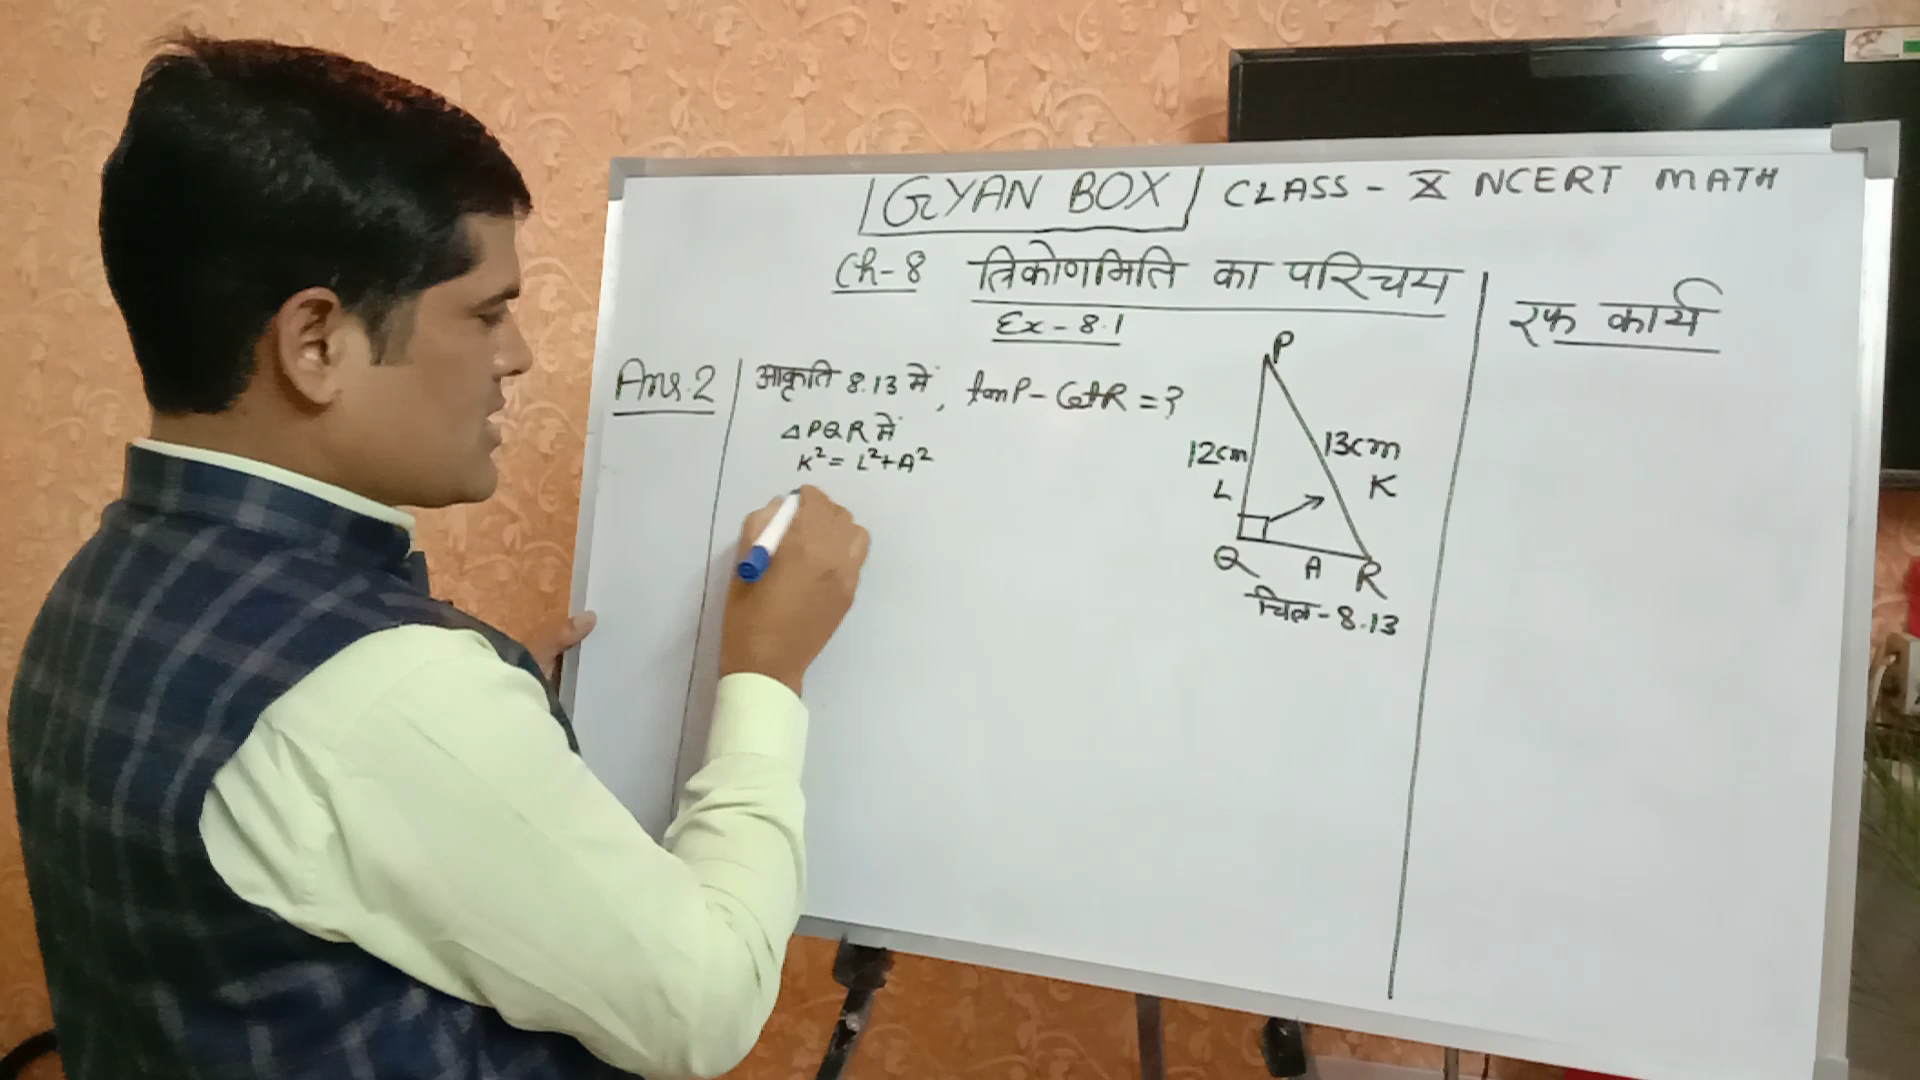 GYAN BOX CLASS - X NCERT MATH
Ch-8 त्रिकोणमिति का परिचय
Ex-8.1
रफ कार्य
Ans.2
आकृति 8.13 में, tanP - CotR = ?
△PQR में
K² = L² + A²
P
12cm
13cm
L
K
Q
A
R
चित्र-8.13